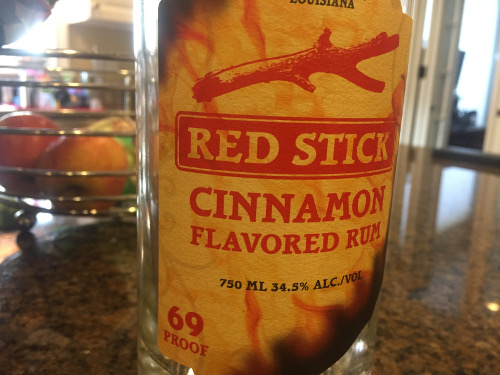 LOUISIANA
RED STICK
CINNAMON
FLAVORED RUM
750 ML 34.5% ALC./VOL
69
PROOF